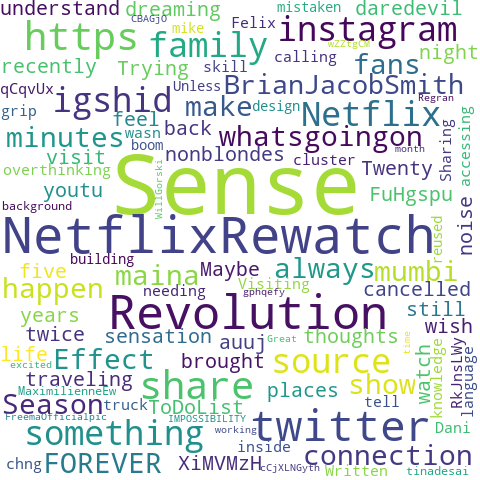 understand dreaming CBAGjO mike Felix mistaken daredevil wZZtgCM
https family skill instagram
recently Trying Unless calling fans night
qCqvUx igshid make BrianJacobSmith
grip feel wasn design Netflix Regran
minutes boom back whatsgoingon Sharing accessing
visit nonblondes cluster Twenty month
overthinking youtu Sense FuHgspu noise
background WillGorski
NetflixRewatch reused
building
five maina Maybe needing Visiting always mumbi
happen gpnqefy cancelled
years twice sensation Revolution still wish
life Effect auuj Great thoughts watch knowledge language RkJnslWy time
excited brought source show
traveling share places
MaximilienneEw truck ToDoList tell Dani
Season IMPOSSIBILITY twitter
FreemaOfficialpic something inside working connection
chng FOREVER XiMVMzH cCjXLNGyth Written tinadesai